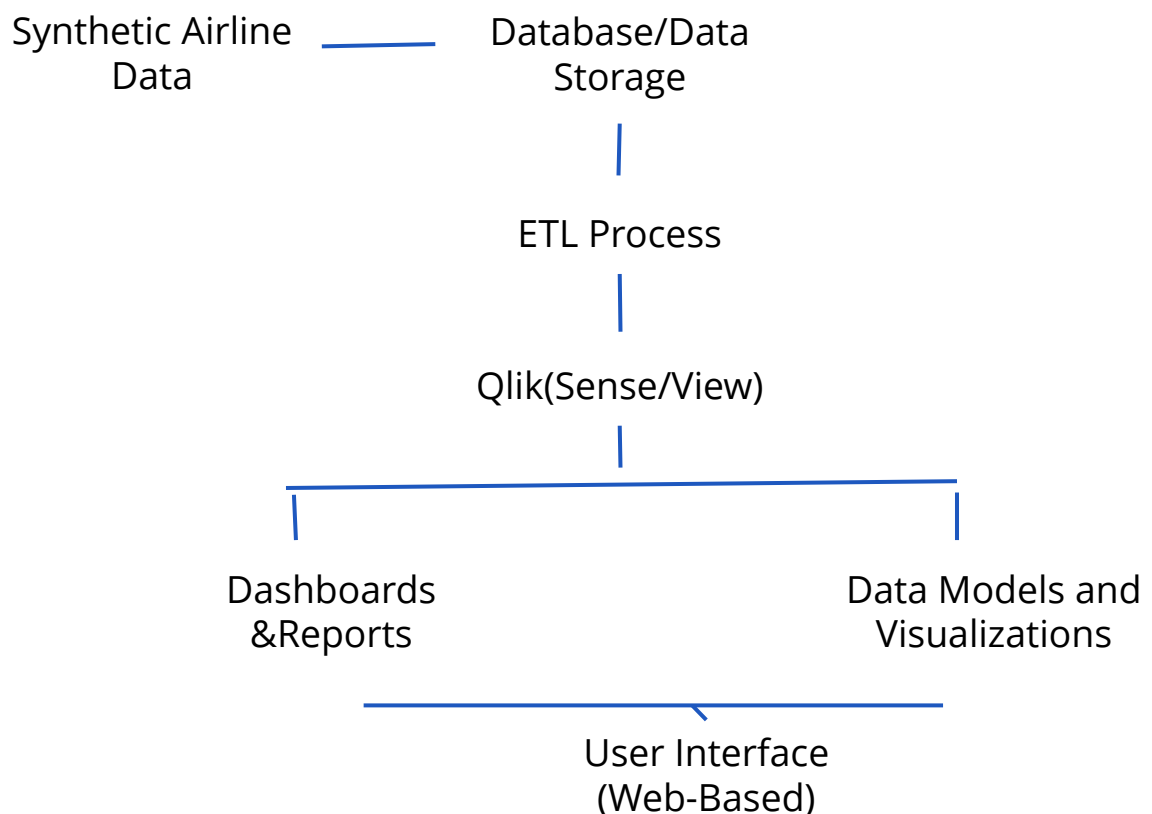 Synthetic Airline
Data
Database/Data
Storage
ETL Process
Qlik(Sense/View)
Dashboards
&Reports
Data Models and
Visualizations
User Interface
(Web-Based)